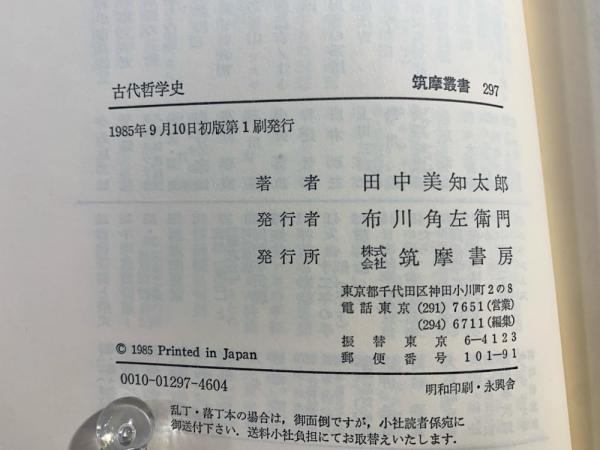 古代哲学史 筑摩叢書 297
1985年9月10日初版第1刷発行
著者 田中美知太郎
発行者 布川角左衛門
発行所 株式会社 筑摩書房
東京都千代田区神田小川町2の8
電話東京 (291) 7651 (営業)
(294) 6711 (編集)
振替東京 6-4123
郵便番号 101-91
© 1985 Printed in Japan
0010-01297-4604 明和印刷・永興舎
乱丁・落丁本の場合は，御面倒ですが，小社読者係宛に
御送付下さい．送料小社負担にてお取替えいたします．